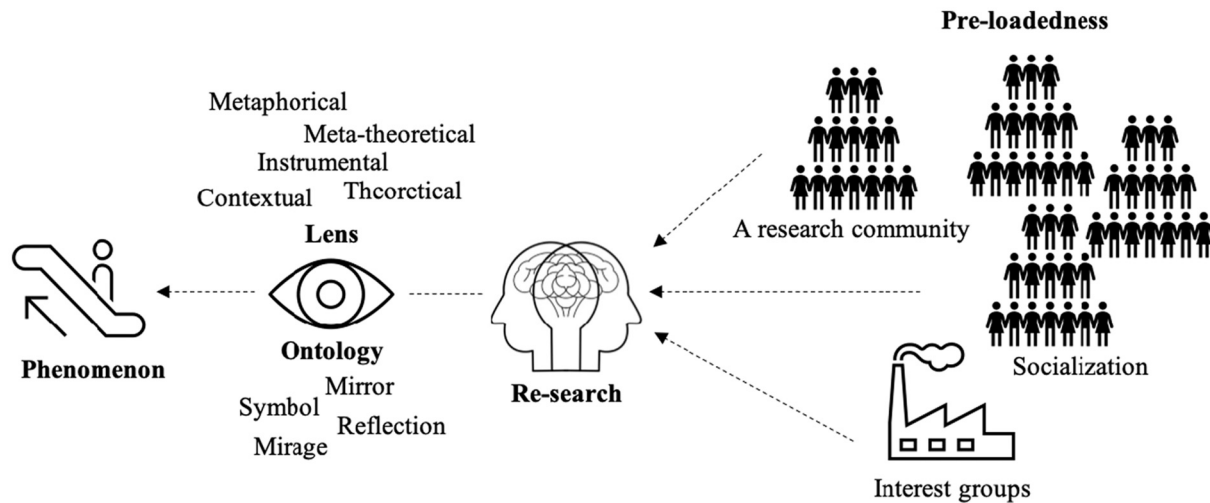 Pre-loadedness
Metaphorical
Meta-theoretical
Instrumental
Contextual
Thcorctical
Lens
A research community
Ontology
Phenomenon
Mirror
Symbol
Reflection
Mirage
Re-search
Socialization
Interest groups